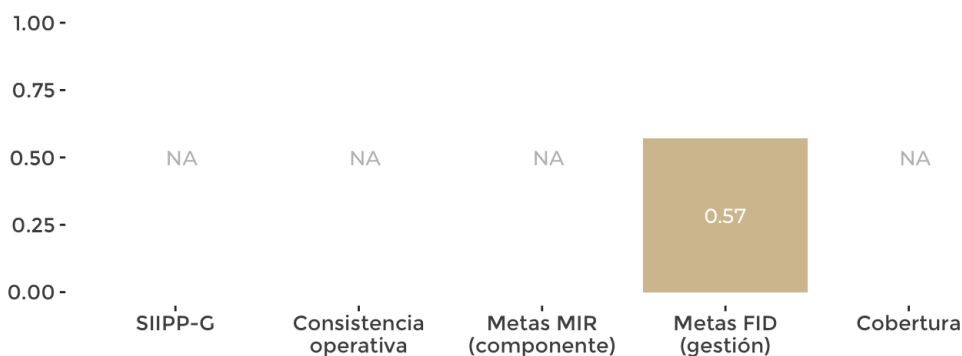 1.00
0.75
0.50
0.25
0.00
NA
NA
NA
0.57
NA
SIIPP-G
Consistencia
operativa
Metas MIR
(componente)
Metas FID
(gestión)
Cobertura